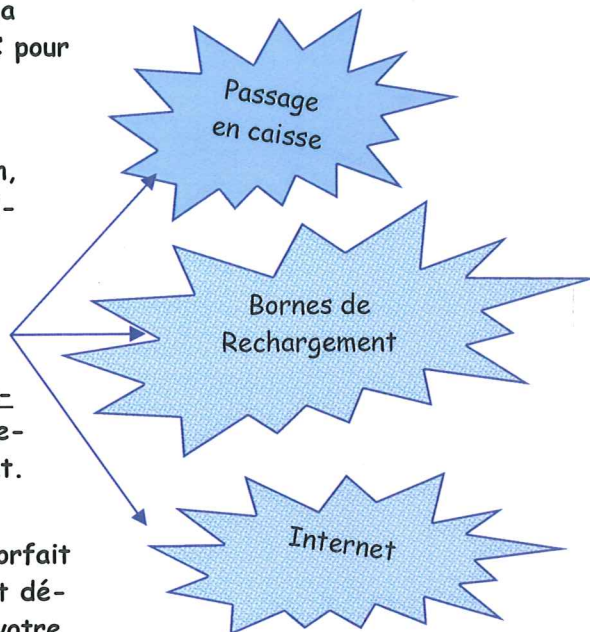 a
pour
n,
-
-
e-
t.
orfait
t dé-
votre
Passage
en caisse
Bornes de
Rechargement
Internet